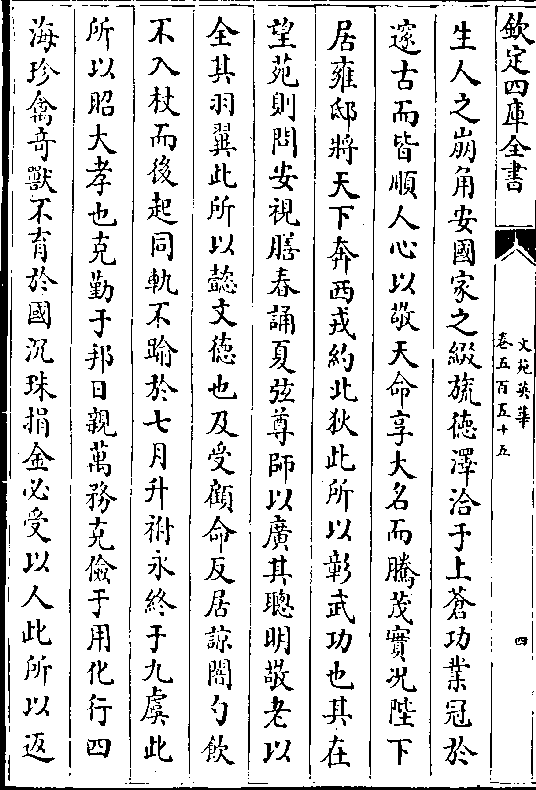 欽定四庫全書
文苑英華
卷五百五十五
四
生人之崩角安國家之綴旒德澤洽于上蒼功業冠於
邃古而皆順人心以敬天命享大名而騰茂實况陛下
居雍邸將天下奔西戎約北狄此所以彰武功也其在
望苑則問安視膳春誦夏弦尊師以廣其聰明敬老以
全其羽翼此所以懿文德也及受顧命反居諒闇勺飲
不入杖而後起同軌不踰於七月升祔永終于九虞此
所以昭大孝也克勤于邦日親萬務克儉于用化行四
海珍禽竒獸不育於國沉珠捐金必受以人此所以返